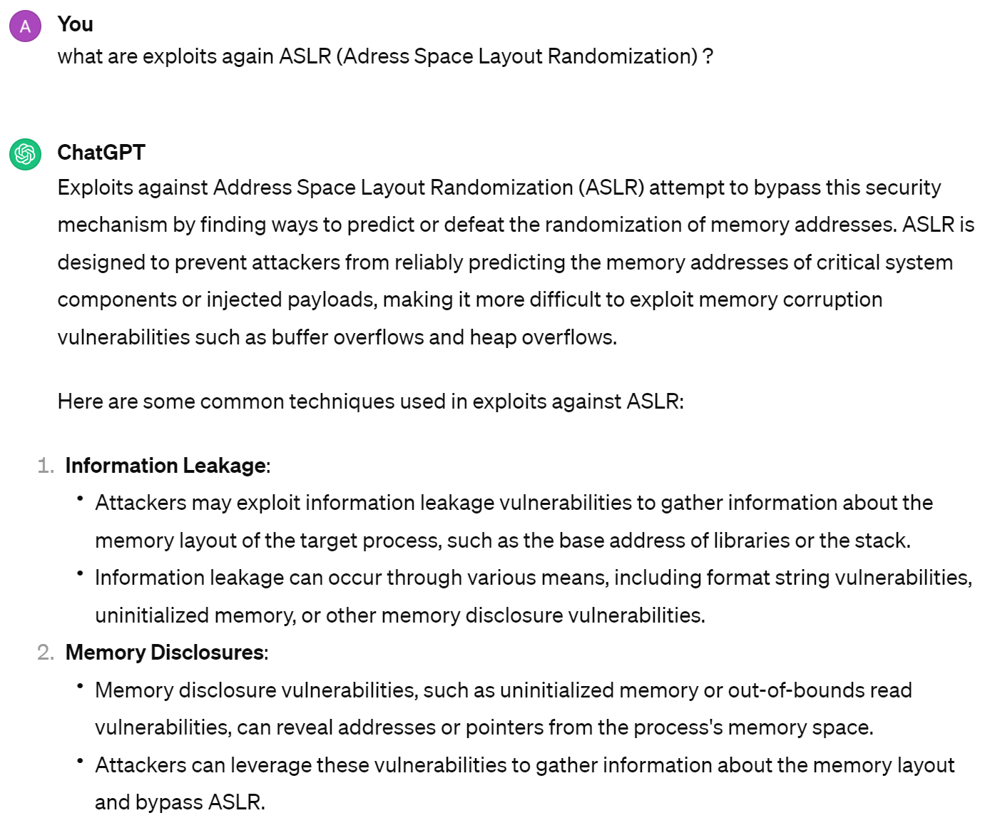 A
You
what are exploits again ASLR (Adress Space Layout Randomization) ?
ChatGPT
Exploits against Address Space Layout Randomization (ASLR) attempt to bypass this security
mechanism by finding ways to predict or defeat the randomization of memory addresses. ASLR is
designed to prevent attackers from reliably predicting the memory addresses of critical system
components or injected payloads, making it more difficult to exploit memory corruption
vulnerabilities such as buffer overflows and heap overflows.
Here are some common techniques used in exploits against ASLR:
1. Information Leakage:
• Attackers may exploit information leakage vulnerabilities to gather information about the
memory layout of the target process, such as the base address of libraries or the stack.
• Information leakage can occur through various means, including format string vulnerabilities,
uninitialized memory, or other memory disclosure vulnerabilities.
2. Memory Disclosures:
• Memory disclosure vulnerabilities, such as uninitialized memory or out-of-bounds read
vulnerabilities, can reveal addresses or pointers from the process's memory space.
• Attackers can leverage these vulnerabilities to gather information about the memory layout
and bypass ASLR.